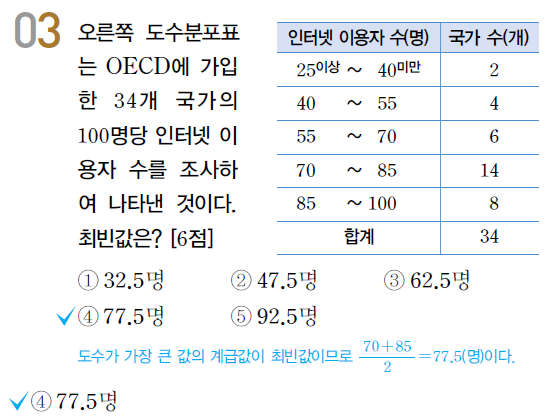 03 오른쪽 도수분포표
는 OECD에 가입
한 34개 국가의
100명당 인터넷 이
용자 수를 조사하
여 나타낸 것이다.
최빈값은? [6점]
인터넷 이용자 수(명) 국가 수(개)
25이상 ~ 40미만 2
40 ~ 55 4
55 ~ 70 6
70 ~ 85 14
85 ~ 100 8
합계 34
① 32.5명 ② 47.5명 ③ 62.5명
④ 77.5명 ⑤ 92.5명
도수가 가장 큰 값의 계급값이 최빈값이므로 70+85/2=77.5(명)이다.
④ 77.5명